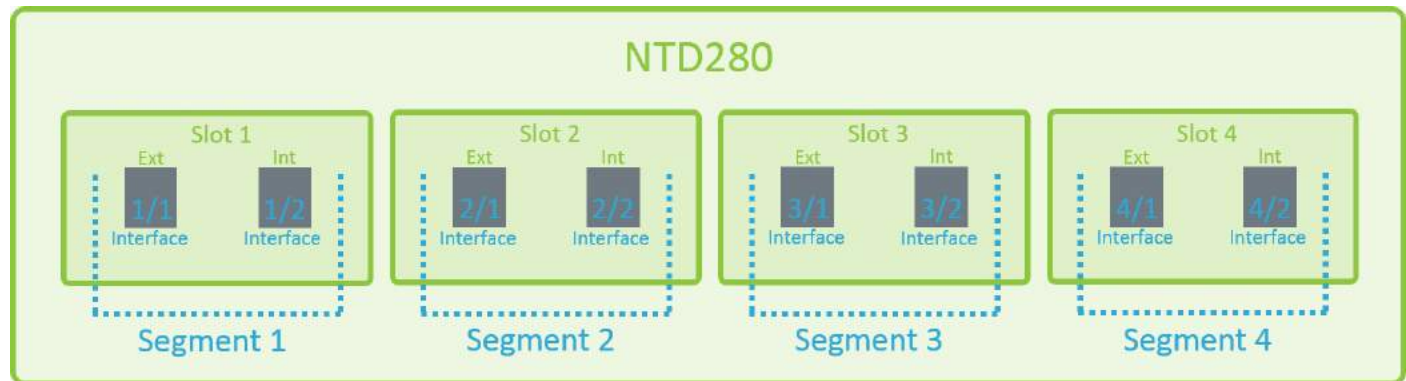 NTD280
Slot 1
Ext Int
1/1 1/2
Interface Interface
Segment 1
Slot 2
Ext Int
2/1 2/2
Interface Interface
Segment 2
Slot 3
Ext Int
3/1 3/2
Interface Interface
Segment 3
Slot 4
Ext Int
4/1 4/2
Interface Interface
Segment 4